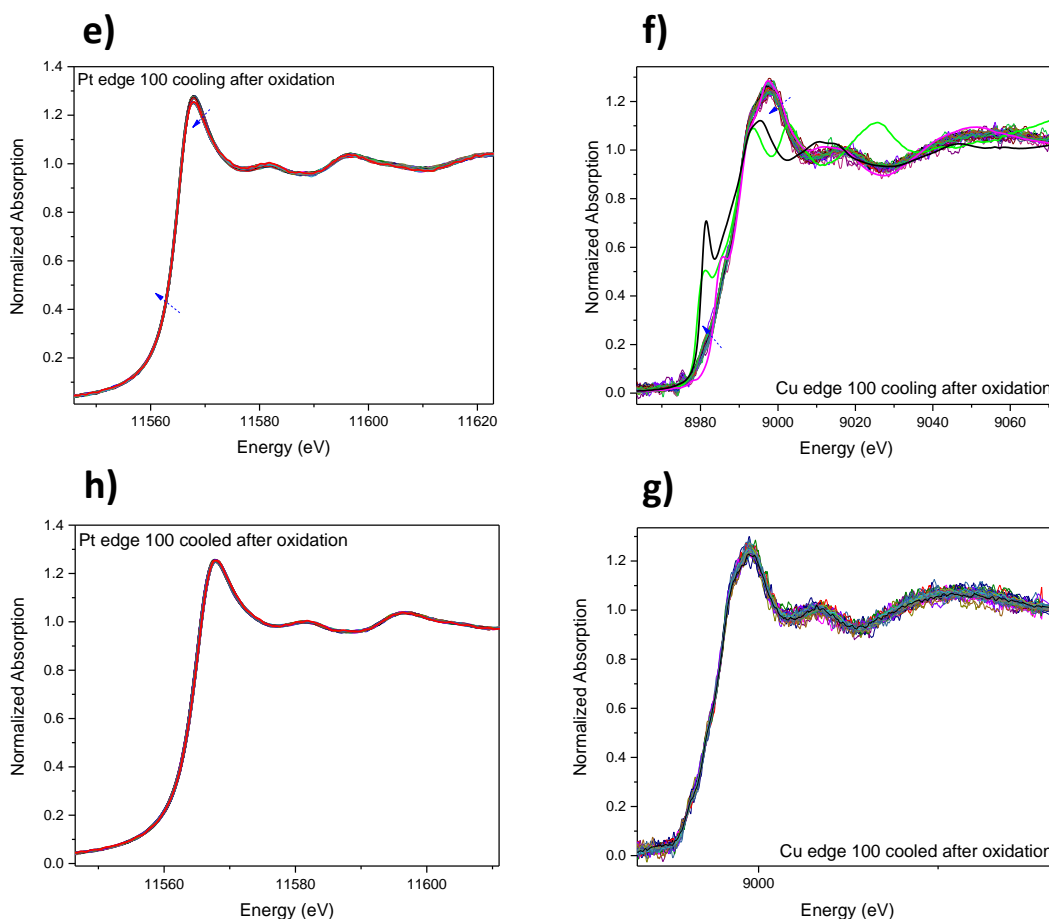 e)
Pt edge 100 cooling after oxidation
1.4
1.2
1.0
0.8
0.6
0.4
0.2
Normalized Absorption
11560
11580
11600
11620
Energy (eV)
f)
1.2
1.0
0.8
0.6
0.4
0.2
0.0
Normaized Absorption
Cu edge 100 cooling after oxidation
8980
9000
9020
9040
9060
Energy (eV)
h)
Pt edge 100 cooled after oxidation
1.4
1.2
1.0
0.8
0.6
0.4
0.2
0.0
Normalized Absorption
11560
11580
11600
Energy (eV)
g)
1.2
1.0
0.8
0.6
0.4
0.2
0.0
Normalized Absorption
Cu edge 100 cooled after oxidation
9000
Energy (eV)